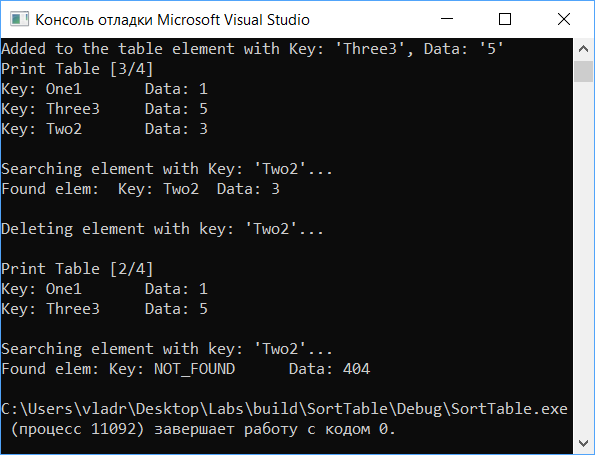 Консоль отладки Microsoft Visual Studio
Added to the table element with Key: 'Three3', Data: '5'
Print Table [3/4]
Key: One1       Data: 1
Key: Three3     Data: 5
Key: Two2       Data: 3
Searching element with Key: 'Two2'...
Found elem:  Key: Two2  Data: 3
Deleting element with key: 'Two2'...
Print Table [2/4]
Key: One1       Data: 1
Key: Three3     Data: 5
Searching element with key: 'Two2'...
Found elem: Key: NOT_FOUND      Data: 404
C:\Users\vladr\Desktop\Labs\build\SortTable\Debug\SortTable.exe
 (процесс 11092) завершает работу с кодом 0.